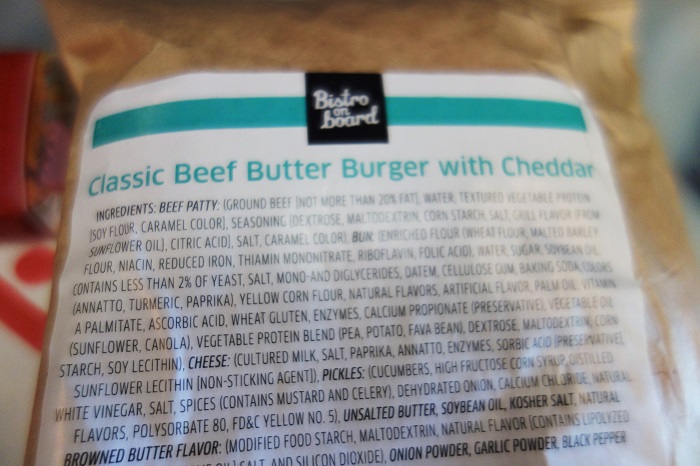 Bistro
on
board
Classic Beef Butter Burger with Cheddar
INGREDIENTS: BEEF PATTY: (GROUND BEEF [NOT MORE THAN 20% FAT], WATER, TEXTURED VEGETABLE PROTEIN
[SOY FLOUR, CARAMEL COLOR], SEASONING [DEXTROSE, MALTODEXTRIN, CORN STARCH, SALT, GRILL FLAVOR (FROM
SUNFLOWER OIL), CITRIC ACID], SALT, CARAMEL COLOR), BUN: (ENRICHED FLOUR (WHEAT FLOUR, MALTED BARLEY
FLOUR, NIACIN, REDUCED IRON, THIAMIN MONONITRATE, RIBOFLAVIN, FOLIC ACID), WATER, SUGAR, SOYBEAN OIL,
CONTAINS LESS THAN 2% OF YEAST, SALT, MONO-AND DIGLYCERIDES, DATEM, CELLULOSE GUM, BAKING SODA, COLORS
(ANNATTO, TURMERIC, PAPRIKA), YELLOW CORN FLOUR, NATURAL FLAVORS, ARTIFICIAL FLAVOR, PALM OIL, VITAMIN
A PALMITATE, ASCORBIC ACID, WHEAT GLUTEN, ENZYMES, CALCIUM PROPIONATE (PRESERVATIVE), VEGETABLE OIL
(SUNFLOWER, CANOLA), VEGETABLE PROTEIN BLEND (PEA, POTATO, FAVA BEAN), DEXTROSE, MALTODEXTRIN, CORN
STARCH, SOY LECITHIN), CHEESE: (CULTURED MILK, SALT, PAPRIKA, ANNATTO, ENZYMES, SORBIC ACID (PRESERVATIVE),
SUNFLOWER LECITHIN [NON-STICKING AGENT]), PICKLES: (CUCUMBERS, HIGH FRUCTOSE CORN SYRUP, DISTILLED
WHITE VINEGAR, SALT, SPICES (CONTAINS MUSTARD AND CELERY), DEHYDRATED ONION, CALCIUM CHLORIDE, NATURAL
FLAVORS, POLYSORBATE 80, FD&C YELLOW NO. 5), UNSALTED BUTTER, SOYBEAN OIL, KOSHER SALT, NATURAL
BROWNED BUTTER FLAVOR: (MODIFIED FOOD STARCH, MALTODEXTRIN, NATURAL FLAVOR [CONTAINS LIPOLYZED
OIL] SALT, AND SILICON DIOXIDE), ONION POWDER, GARLIC POWDER, BLACK PEPPER